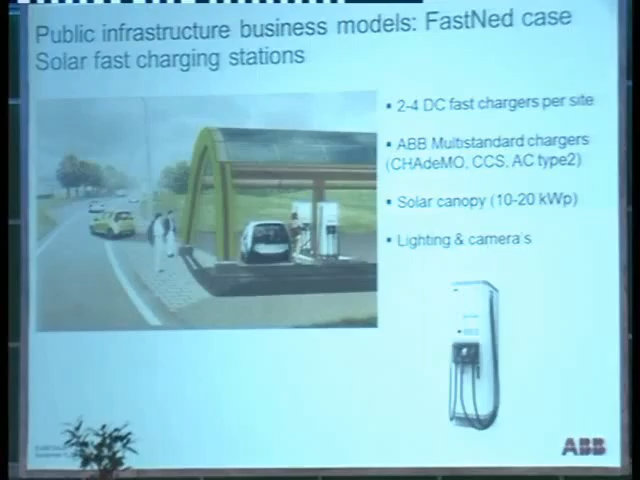 Public infrastructure business models: FastNed case
Solar fast charging stations
• 2-4 DC fast chargers per site
• ABB Multistandard chargers
(CHAdeMO, CCS, AC type2)
• Solar canopy (10-20 kWp)
• Lighting & camera's
ABB